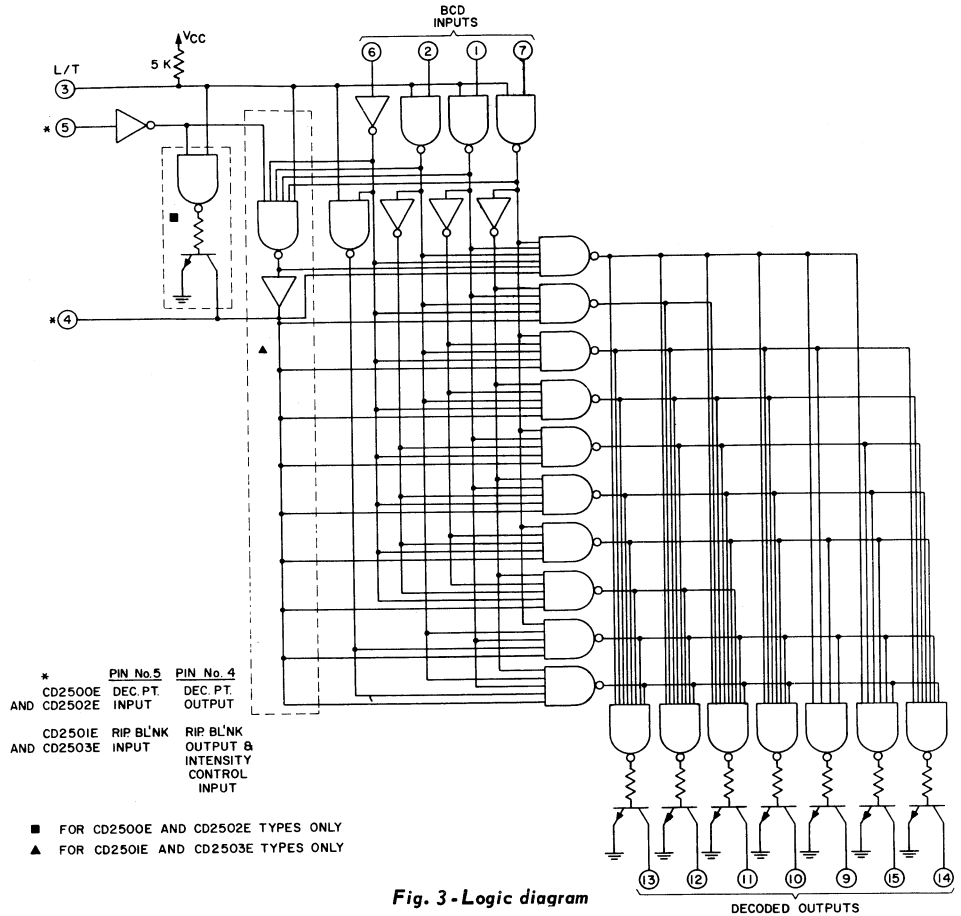 BCD
INPUTS
VCC
5 K
L/T
6
2
1
7
3
* 5
■
* 4
▲
* PIN No.5 PIN No. 4
CD2500E DEC. PT. DEC. PT.
AND CD2502E INPUT OUTPUT
CD2501E RIP. BL'NK RIP. BL'NK
AND CD2503E INPUT OUTPUT &
INTENSITY
CONTROL
INPUT
■ FOR CD2500E AND CD2502E TYPES ONLY
▲ FOR CD2501E AND CD2503E TYPES ONLY
13 12 11 10 9 15 14
DECODED OUTPUTS
Fig. 3-Logic diagram